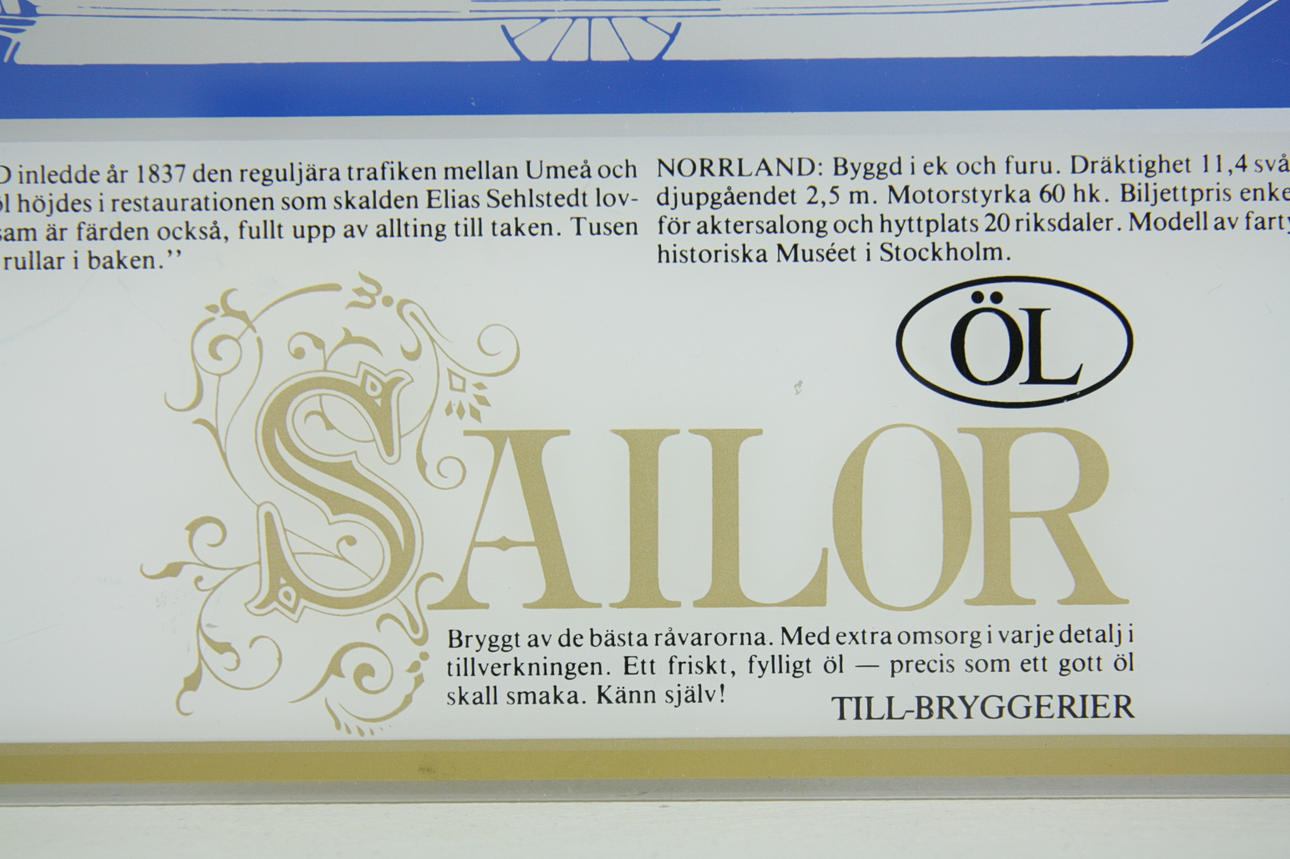 inledde år 1837 den reguljära trafiken mellan Umeå och
höjdes i restaurationen som skalden Elias Sehlstedt lov-
sam är färden också, fullt upp av allting till taken. Tusen
rullar i baken.”
NORRLAND: Byggd i ek och furu. Dräktighet 11,4 svå
djupgåendet 2,5 m. Motorstyrka 60 hk. Biljettpris enke
för aktersalong och hyttplats 20 riksdaler. Modell av farty
historiska Muséet i Stockholm.
ÖL
SAILOR
Bryggt av de bästa råvarorna. Med extra omsorg i varje detalj i
tillverkningen. Ett friskt, fylligt öl — precis som ett gott öl
skall smaka. Känn själv!
TILL-BRYGGERIER